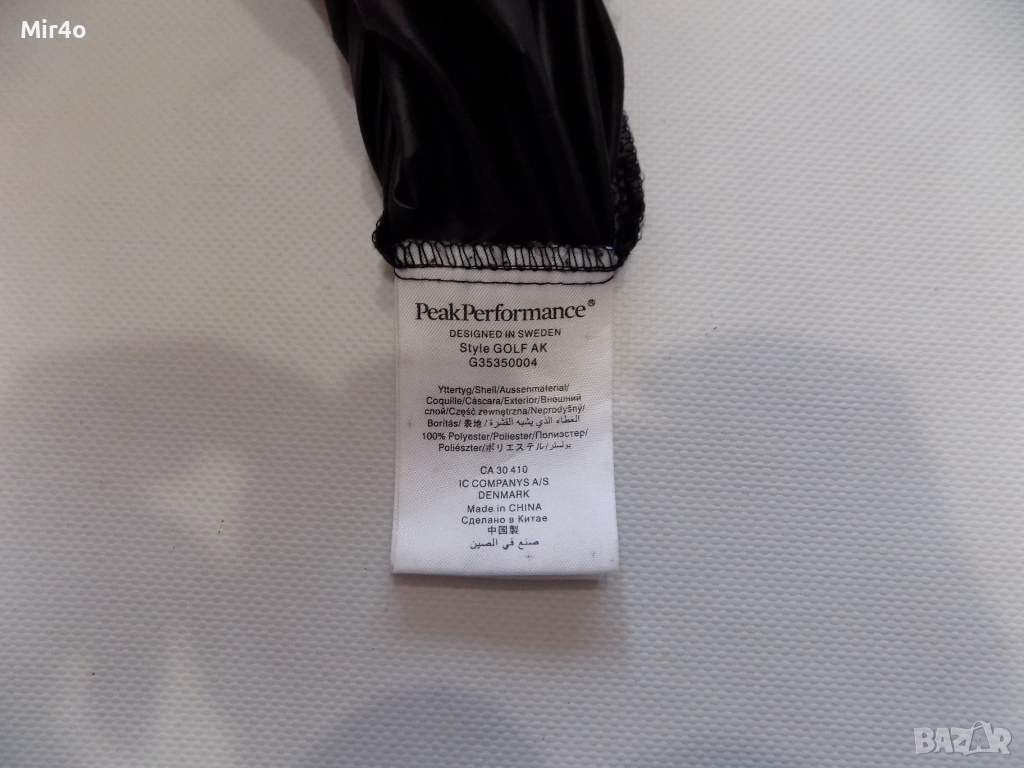 Mir4o
PeakPerformance®
DESIGNED IN SWEDEN
Style GOLF AK
G35350004
Yttertyg/Shell/Aussenmaterial/
Coquille/Cáscara/Exterior/Внешний
слой/Część zewnętrzna/Neprodyšný/
Borítás/表地/الغطاء الذي يشبه القشرة/
100% Polyester/Poliester/Полиэстер/
Poliészter/ポリエステル/بولستر
CA 30 410
IC COMPANYS A/S
DENMARK
Made in CHINA
Сделано в Китае
中国製
صنع في الصين
BAZAR